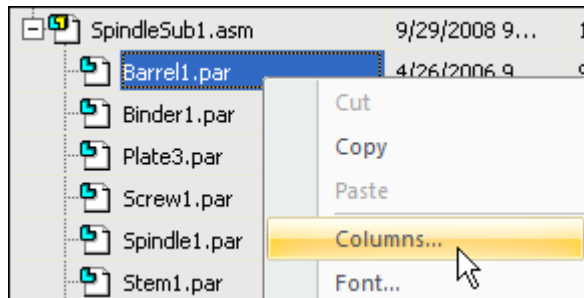 SpindleSub1.asm 9/29/2008 9...
Barrel1.par 4/26/2006 9
Cut
Binder1.par
Copy
Plate3.par
Paste
Screw1.par
Columns...
Spindle1.par
Font...
Stem1.par